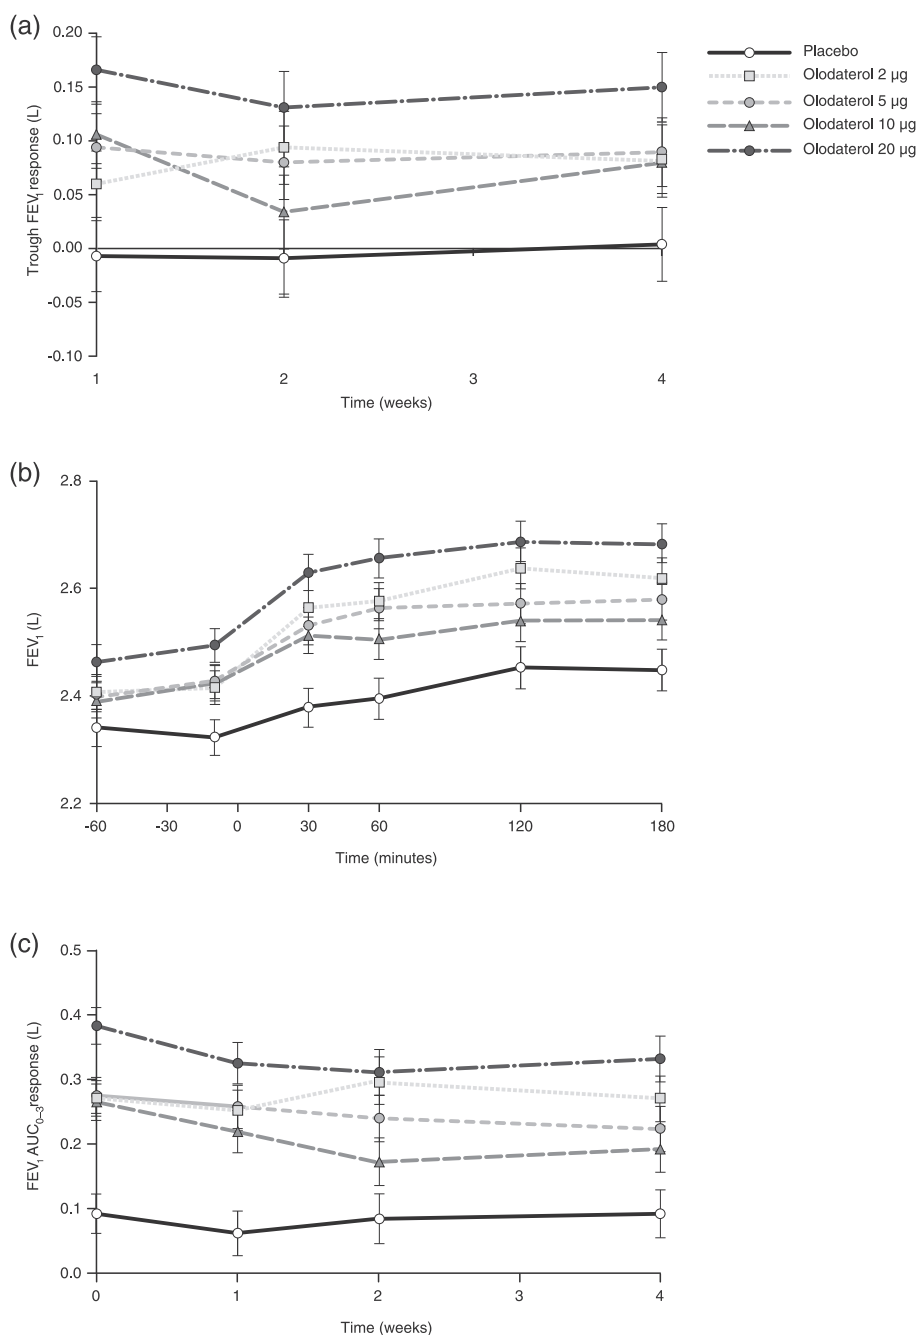 (a)
0.20
0.15
0.10
0.05
0.00
-0.05
-0.10
Trough FEV₁ response (L)
1 2 3 4
Time (weeks)
Placebo
Olodaterol 2 µg
Olodaterol 5 µg
Olodaterol 10 µg
Olodaterol 20 µg
(b)
2.8
2.6
2.4
2.2
FEV₁ (L)
-60 -30 0 30 60 120 180
Time (minutes)
(c)
0.5
0.4
0.3
0.2
0.1
0.0
FEV₁ AUC₀₋₃ response (L)
0 1 2 3 4
Time (weeks)